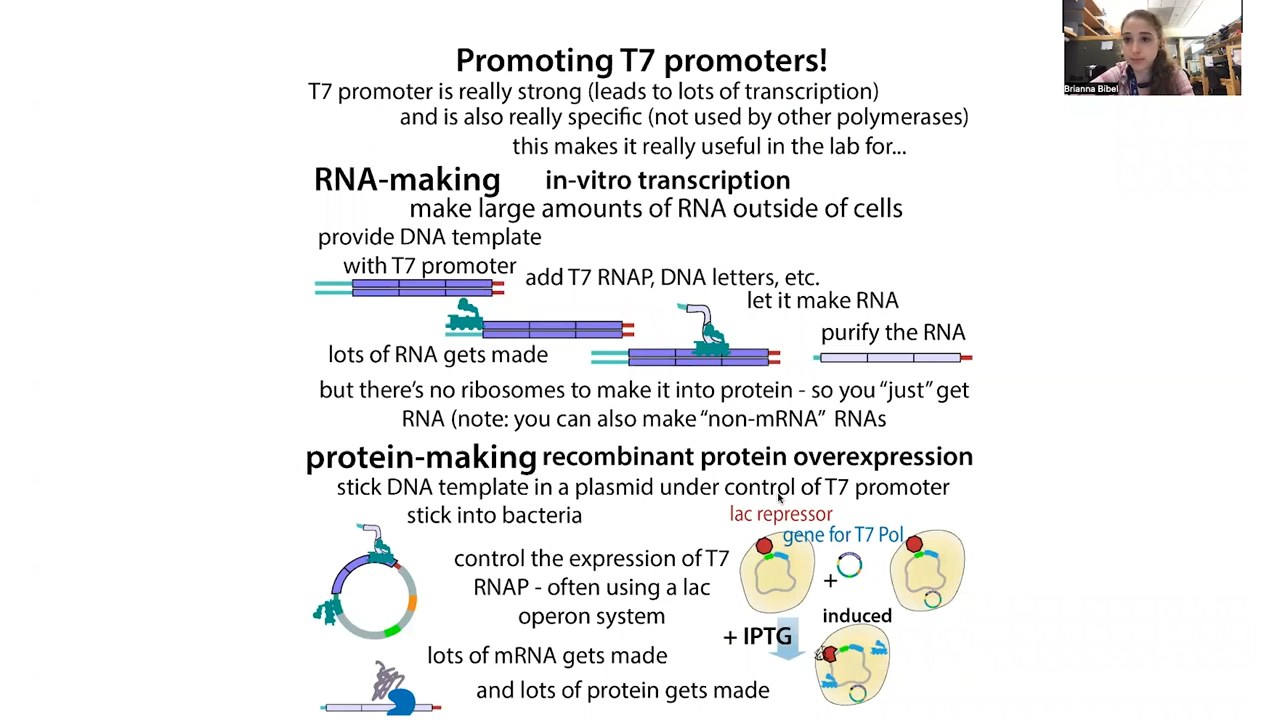 Promoting T7 promoters!
Brianna Bibel
T7 promoter is really strong (leads to lots of transcription)
and is also really specific (not used by other polymerases)
this makes it really useful in the lab for...
RNA-making in-vitro transcription
make large amounts of RNA outside of cells
provide DNA template
with T7 promoter
add T7 RNAP, DNA letters, etc.
let it make RNA
purify the RNA
lots of RNA gets made
but there's no ribosomes to make it into protein - so you “just” get
RNA (note: you can also make “non-mRNA” RNAs
protein-making recombinant protein overexpression
stick DNA template in a plasmid under control of T7 promoter
stick into bacteria
lac repressor
gene for T7 Pol
control the expression of T7
RNAP - often using a lac
operon system
+
induced
+ IPTG
lots of mRNA gets made
and lots of protein gets made